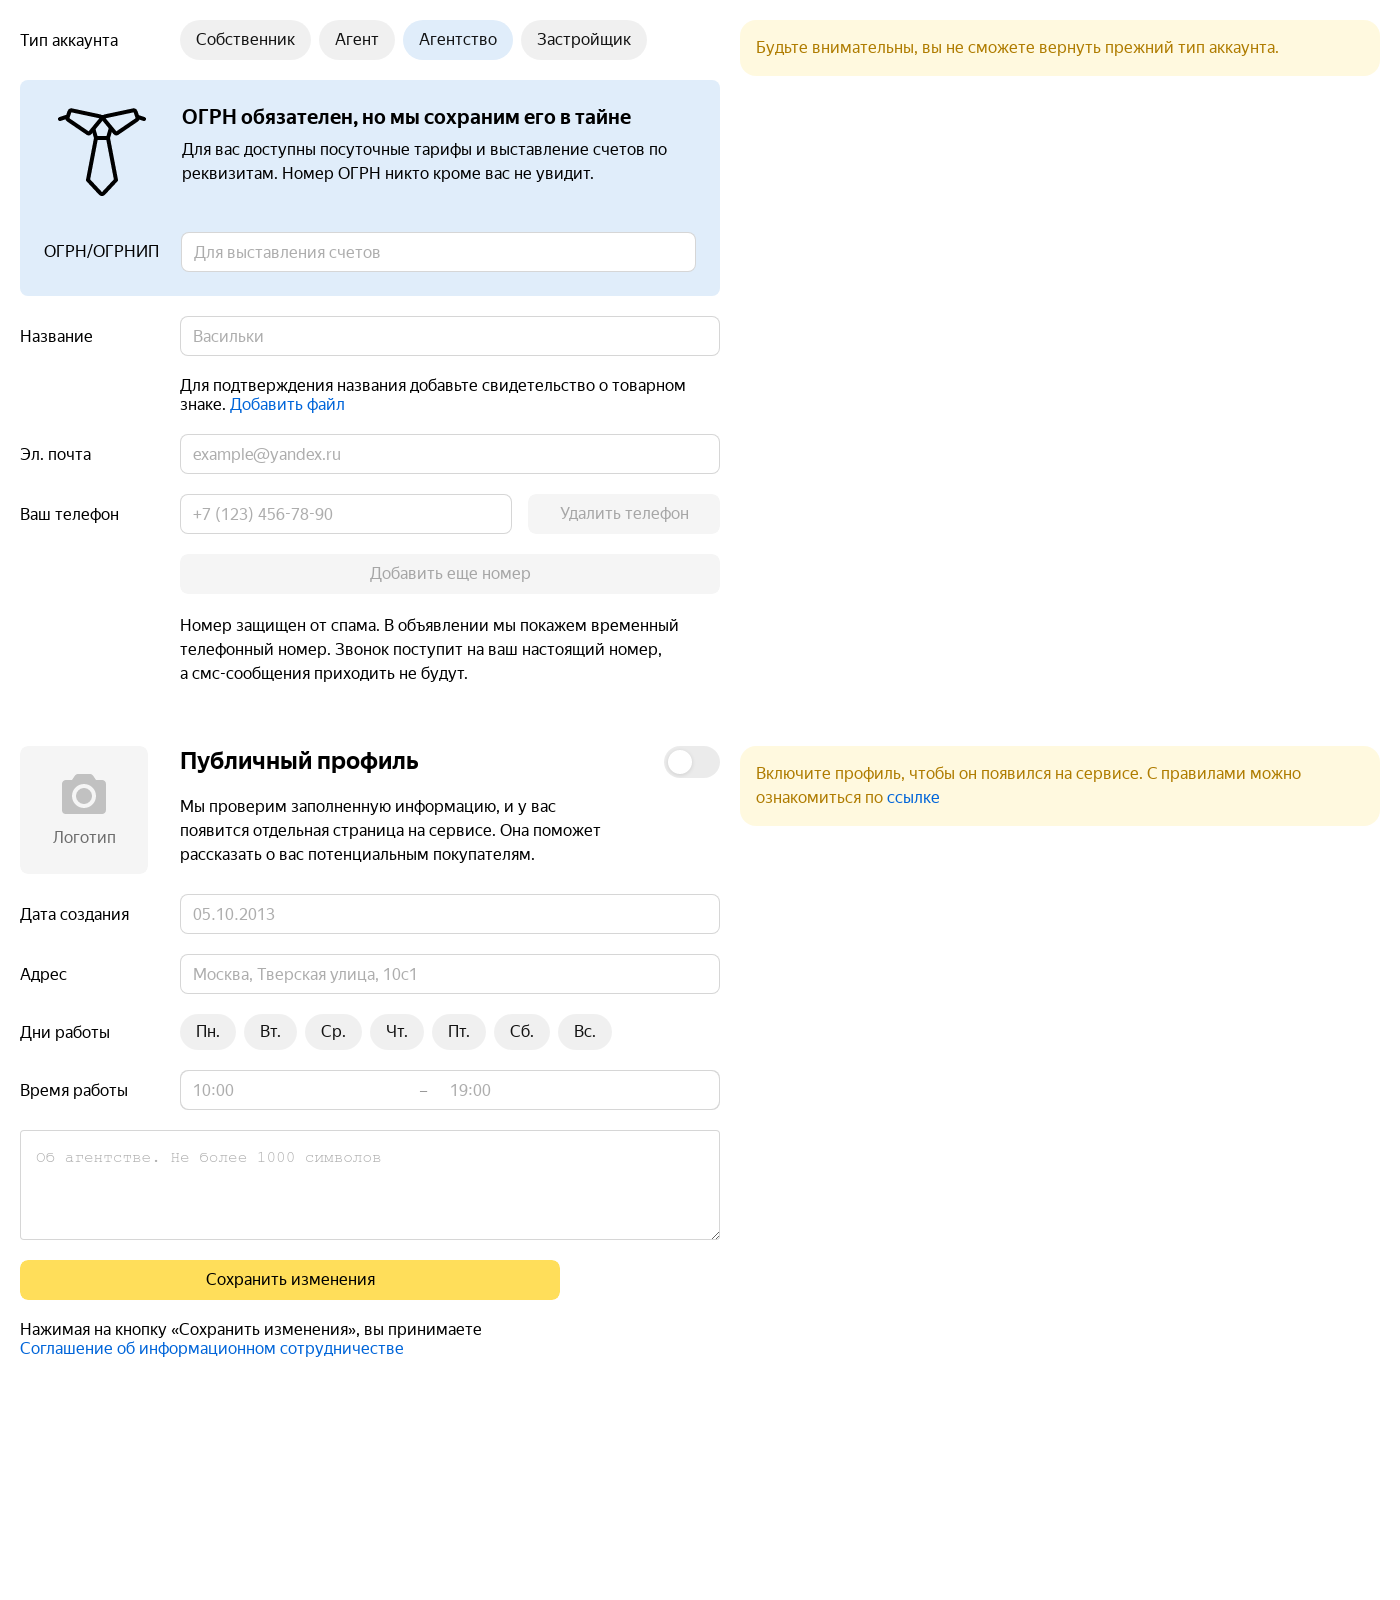 Тип аккаунта
Собственник
Агент
Агентство
Застройщик
Будьте внимательны, вы не сможете вернуть прежний тип аккаунта.
ОГРН обязателен, но мы сохраним его в тайне
Для вас доступны посуточные тарифы и выставление счетов по
реквизитам. Номер ОГРН никто кроме вас не увидит.
ОГРН/ОГРНИП
Для выставления счетов
Название
Васильки
Для подтверждения названия добавьте свидетельство о товарном
знаке. Добавить файл
Эл. почта
example@yandex.ru
Ваш телефон
+7 (123) 456-78-90
Удалить телефон
Добавить еще номер
Номер защищен от спама. В объявлении мы покажем временный
телефонный номер. Звонок поступит на ваш настоящий номер,
а смс-сообщения приходить не будут.
Логотип
Публичный профиль
Мы проверим заполненную информацию, и у вас
появится отдельная страница на сервисе. Она поможет
рассказать о вас потенциальным покупателям.
Включите профиль, чтобы он появился на сервисе. С правилами можно
ознакомиться по ссылке
Дата создания
05.10.2013
Адрес
Москва, Тверская улица, 10с1
Дни работы
Пн.
Вт.
Ср.
Чт.
Пт.
Сб.
Вс.
Время работы
10:00 – 19:00
Об агентстве. Не более 1000 символов
Сохранить изменения
Нажимая на кнопку «Сохранить изменения», вы принимаете
Соглашение об информационном сотрудничестве